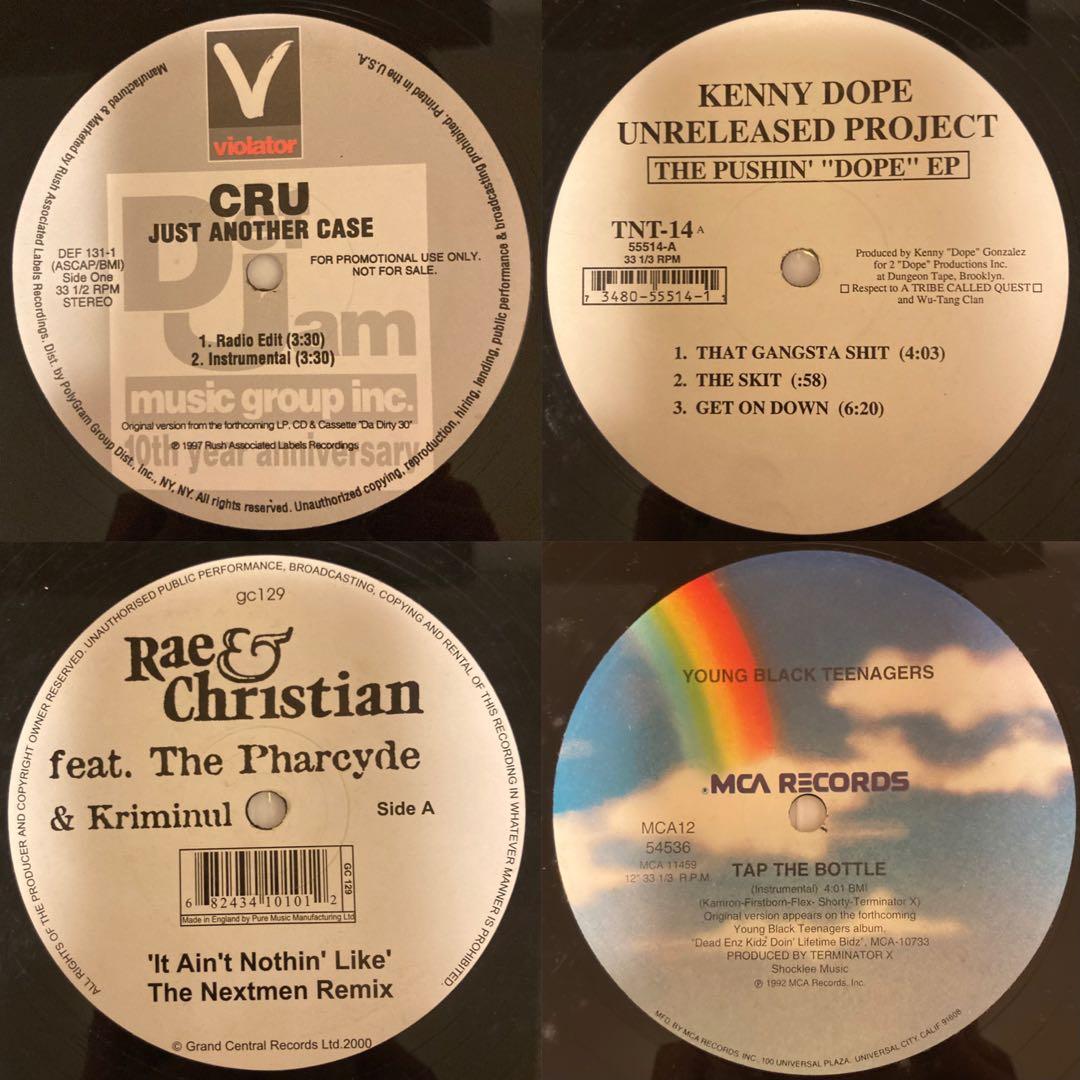 V
violator
CRU
JUST ANOTHER CASE
DEF 131-1
(ASCAP/BMI)
Side One
33 1/2 RPM
STEREO
FOR PROMOTIONAL USE ONLY.
NOT FOR SALE.
1. Radio Edit (3:30)
2. Instrumental (3:30)
Def Jam
music group inc.
Original version from the forthcoming LP, CD & Cassette "Da Dirty 30"
℗ 1997 Rush Associated Labels Recordings
10th year anniversary
Manufactured & Marketed by Rush Associated Labels Recordings. Dist. by PolyGram Group Dist., Inc., NY, NY. All rights reserved. Unauthorized copying, reproduction, hiring, lending, public performance & broadcasting prohibited. Printed in the U.S.A.
KENNY DOPE
UNRELEASED PROJECT
THE PUSHIN' "DOPE" EP
TNT-14 A
55514-A
33 1/3 RPM
7 3480-55514-1 1
Produced by Kenny "Dope" Gonzalez
for 2 "Dope" Productions Inc.
at Dungeon Tape, Brooklyn.
□ Respect to A TRIBE CALLED QUEST □
and Wu-Tang Clan
1. THAT GANGSTA SHIT (4:03)
2. THE SKIT (:58)
3. GET ON DOWN (6:20)
ALL RIGHTS OF THE PRODUCER AND COPYRIGHT OWNER RESERVED. UNAUTHORISED PUBLIC PERFORMANCE, BROADCASTING, COPYING AND RENTAL OF THIS RECORDING IN WHATEVER MANNER IS PROHIBITED.
gc129
Rae &
Christian
feat. The Pharcyde
& Kriminul
Side A
6 82434 10101 2
GC 129
Made in England by Pure Music Manufacturing Ltd
'It Ain't Nothin' Like'
The Nextmen Remix
© Grand Central Records Ltd.2000
YOUNG BLACK TEENAGERS
® MCA RECORDS
MCA12
54536
MCA 11459
12" 33 1/3 R.P.M.
TAP THE BOTTLE
(Instrumental) 4:01 BMI
(Kamron-Firstborn-Flex- Shorty-Terminator X)
Original version appears on the forthcoming
Young Black Teenagers album,
"Dead Enz Kidz Doin' Lifetime Bidz", MCA-10733
PRODUCED BY TERMINATOR X
Shocklee Music
℗ 1992 MCA Records, Inc.
MFD. BY MCA RECORDS, INC., 100 UNIVERSAL PLAZA, UNIVERSAL CITY, CALIF 91608